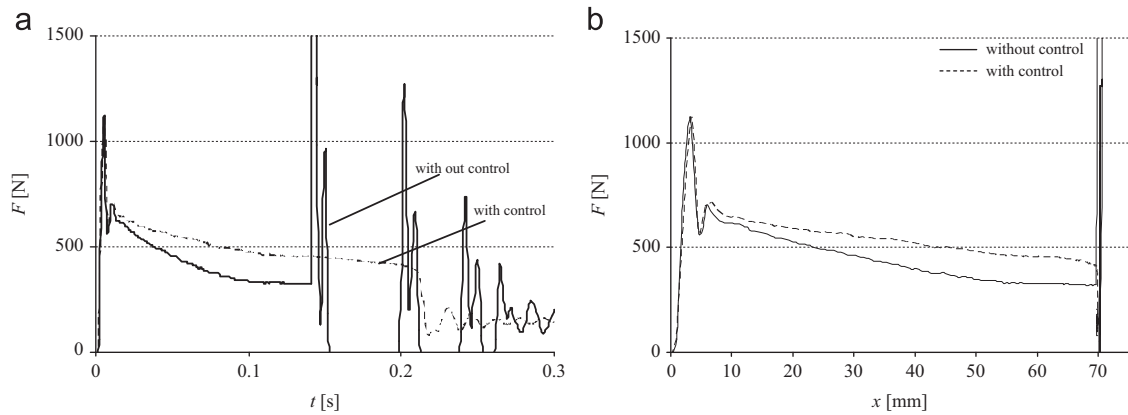 a
1500
1000
500
0
F [N]
with out control
with control
0
0.1
0.2
0.3
t [s]
b
1500
1000
500
0
F [N]
without control
with control
0
10
20
30
40
50
60
70
x [mm]